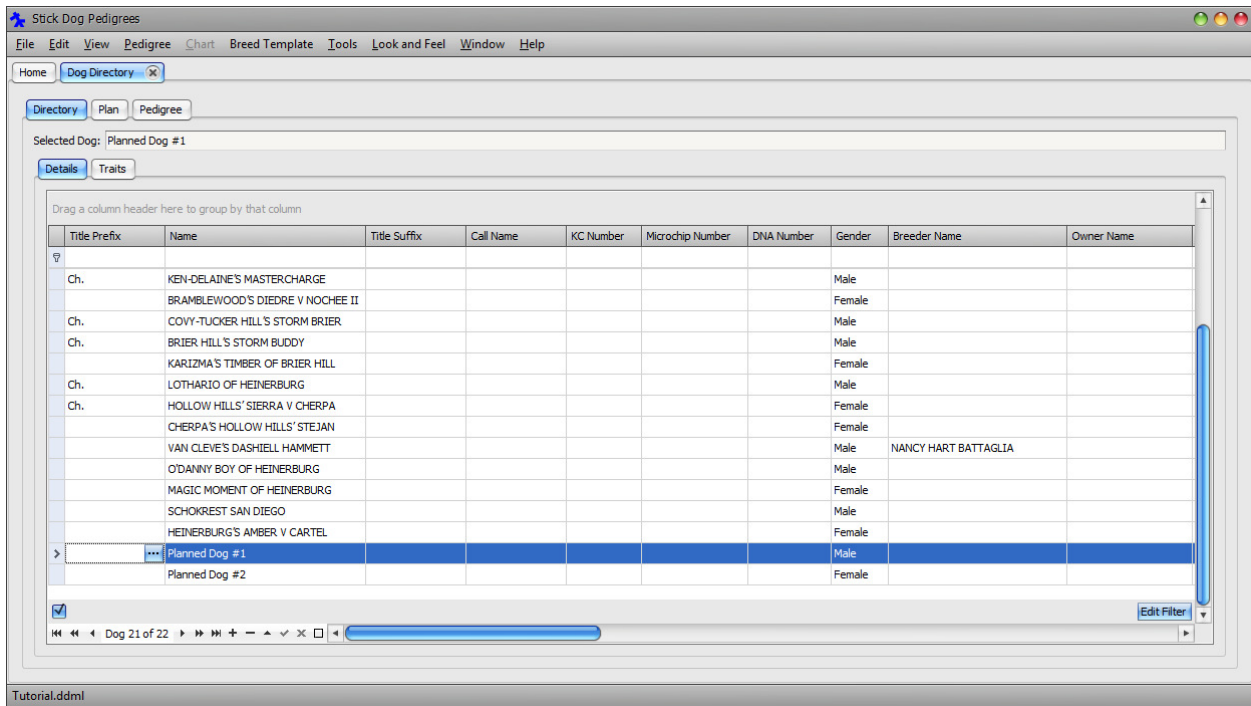 Stick Dog Pedigrees
File Edit View Pedigree Chart Breed Template Tools Look and Feel Window Help
Home Dog Directory
Directory Plan Pedigree
Selected Dog: Planned Dog #1
Details Traits
Drag a column header here to group by that column
Title Prefix Name Title Suffix Call Name KC Number Microchip Number DNA Number Gender Breeder Name Owner Name
Ch. KEN-DELAINE'S MASTERCHARGE Male
BRAMBLEWOOD'S DIEDRE V NOCHEE II Female
Ch. COVY-TUCKER HILL'S STORM BRIER Male
Ch. BRIER HILL'S STORM BUDDY Male
KARIZMA'S TIMBER OF BRIER HILL Female
Ch. LOTHARIO OF HEINERBURG Male
Ch. HOLLOW HILLS' SIERRA V CHERPA Female
CHERPA'S HOLLOW HILLS' STEJAN Female
VAN CLEVE'S DASHIELL HAMMETT Male NANCY HART BATTAGLIA
O'DANNY BOY OF HEINERBURG Male
MAGIC MOMENT OF HEINERBURG Female
SCHOKREST SAN DIEGO Male
HEINERBURG'S AMBER V CARTEL Female
Planned Dog #1 Male
Planned Dog #2 Female
Edit Filter
Dog 21 of 22
Tutorial.ddml